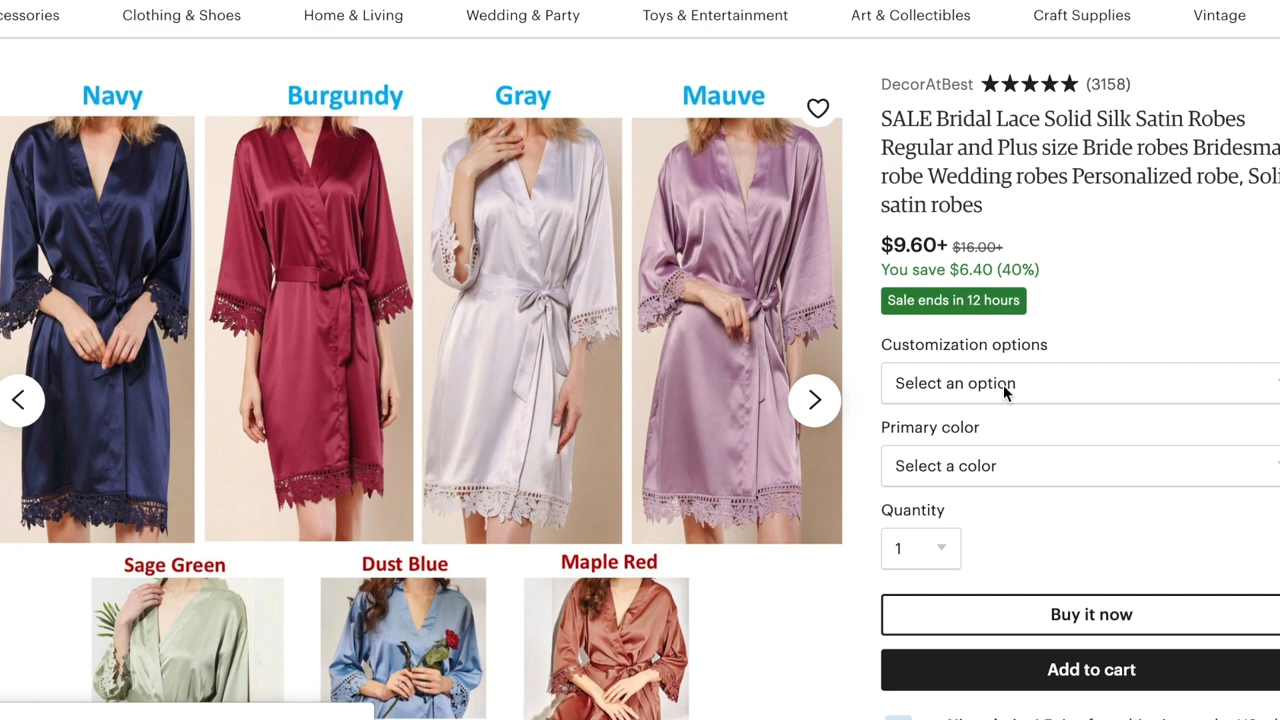 Clothing & Shoes
Home & Living
Wedding & Party
Toys & Entertainment
Art & Collectibles
Craft Supplies
Vintage
Navy
Burgundy
Gray
Mauve
Sage Green
Dust Blue
Maple Red
DecorAtBest ★★★★★ (3158)
SALE Bridal Lace Solid Silk Satin Robes
Regular and Plus size Bride robes Bridesma
robe Wedding robes Personalized robe, Soli
satin robes
$9.60+ $16.00+
You save $6.40 (40%)
Sale ends in 12 hours
Customization options
Select an option
Primary color
Select a color
Quantity
1
Buy it now
Add to cart